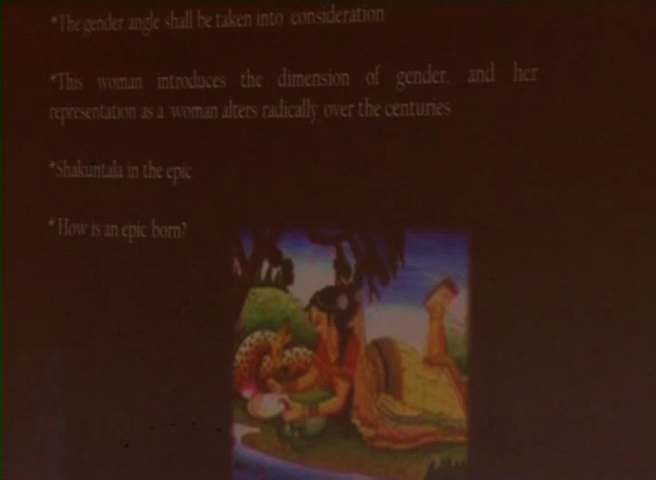 *The gender angle shall be taken into consideration
*This woman introduces the dimension of gender, and her
representation as a woman alters radically over the centuries
*Shakuntala in the epic
* How is an epic born?